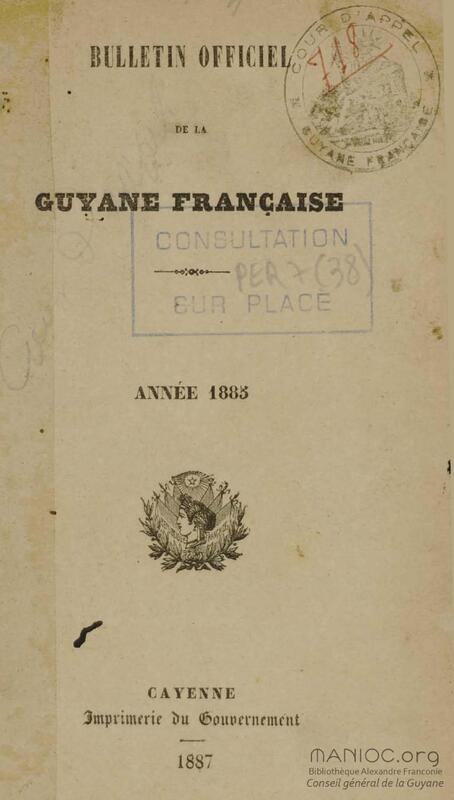 BULLETIN OFFICIEL
COUR D'APPEL
GUYANE FRANÇAISE
718
DE LA
GUYANE FRANÇAISE
CONSULTATION
PER 7 (38)
SUR PLACE
ANNÉE 1885
CAYENNE
Imprimerie du Gouvernement
1887
MANIOC.org
Bibliothèque Alexandre Franconie
Conseil général de la Guyane